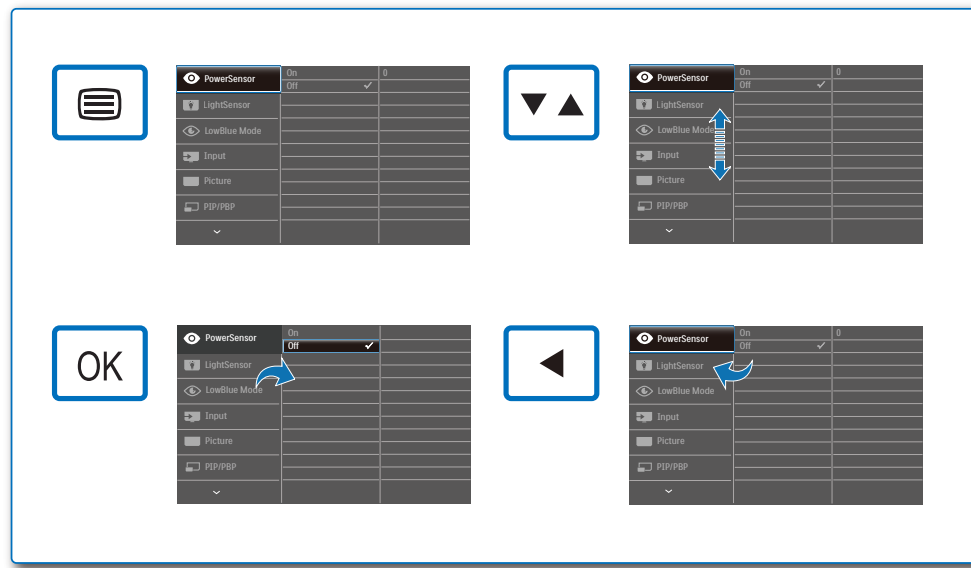 PowerSensor On 0
Off
LightSensor
LowBlue Mode
Input
Picture
PIP/PBP
PowerSensor On 0
Off
LightSensor
LowBlue Mode
Input
Picture
PIP/PBP
OK
PowerSensor On
Off
LightSensor
LowBlue Mode
Input
Picture
PIP/PBP
PowerSensor On 0
Off
LightSensor
LowBlue Mode
Input
Picture
PIP/PBP